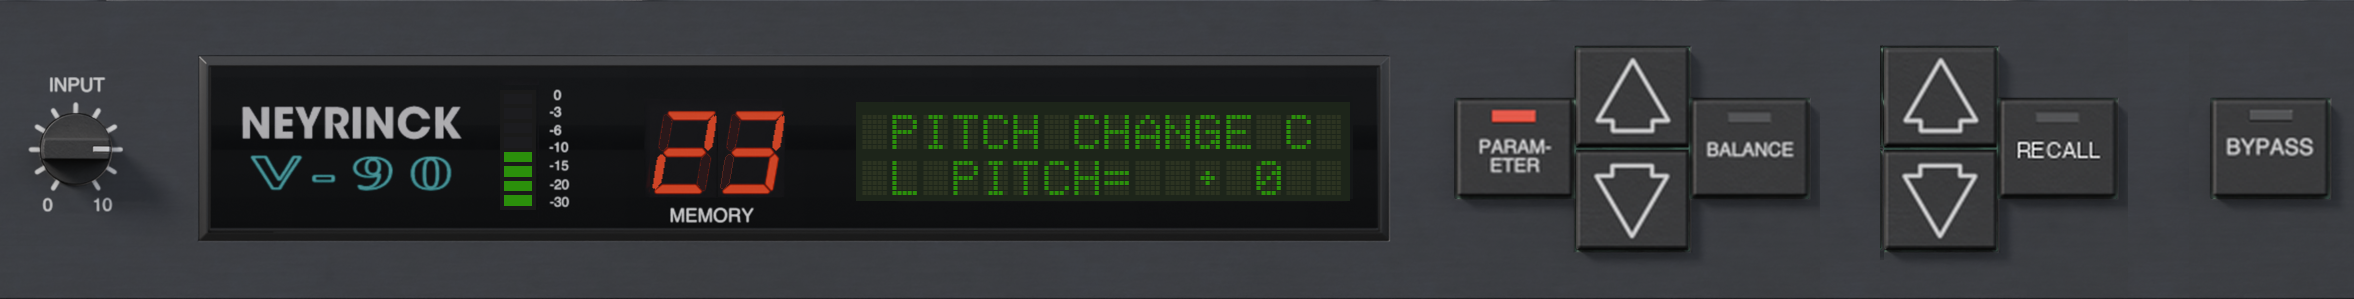 INPUT
0 10
NEYRINCK
V-90
0
-3
-6
-10
-15
-20
-30
23
MEMORY
PITCH CHANGE C
L PITCH= + 0
PARAM-
ETER
BALANCE
RECALL
BYPASS